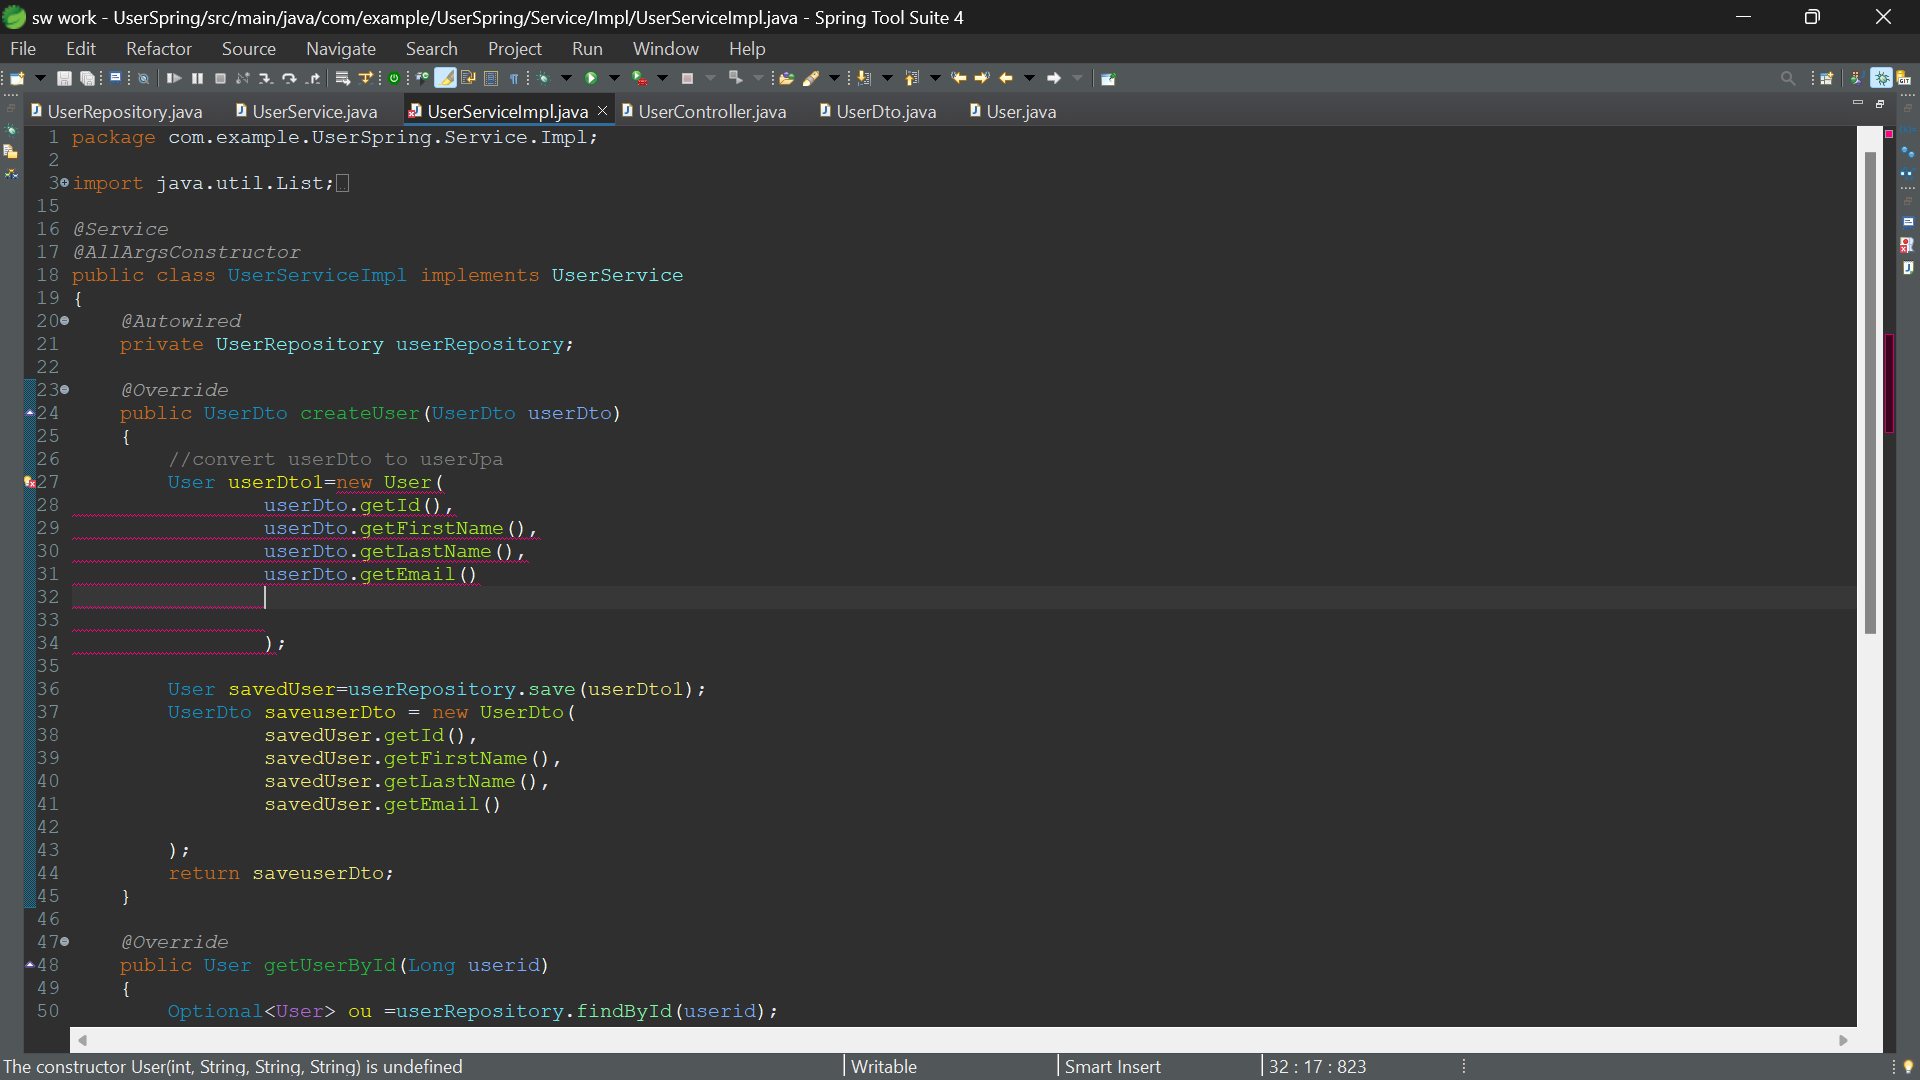 sw work - UserSpring/src/main/java/com/example/UserSpring/Service/Impl/UserServiceImpl.java - Spring Tool Suite 4
File Edit Refactor Source Navigate Search Project Run Window Help
UserRepository.java UserService.java UserServiceImpl.java UserController.java UserDto.java User.java
1 package com.example.UserSpring.Service.Impl;
2
3 import java.util.List;
15
16 @Service
17 @AllArgsConstructor
18 public class UserServiceImpl implements UserService
19 {
20 @Autowired
21 private UserRepository userRepository;
22
23 @Override
24 public UserDto createUser(UserDto userDto)
25 {
26 //convert userDto to userJpa
27 User userDto1=new User(
28 userDto.getId(),
29 userDto.getFirstName(),
30 userDto.getLastName(),
31 userDto.getEmail()
32
33
34 );
35
36 User savedUser=userRepository.save(userDto1);
37 UserDto saveuserDto = new UserDto(
38 savedUser.getId(),
39 savedUser.getFirstName(),
40 savedUser.getLastName(),
41 savedUser.getEmail()
42
43 );
44 return saveuserDto;
45 }
46
47 @Override
48 public User getUserById(Long userid)
49 {
50 Optional<User> ou =userRepository.findById(userid);
The constructor User(int, String, String, String) is undefined Writable Smart Insert 32 : 17 : 823